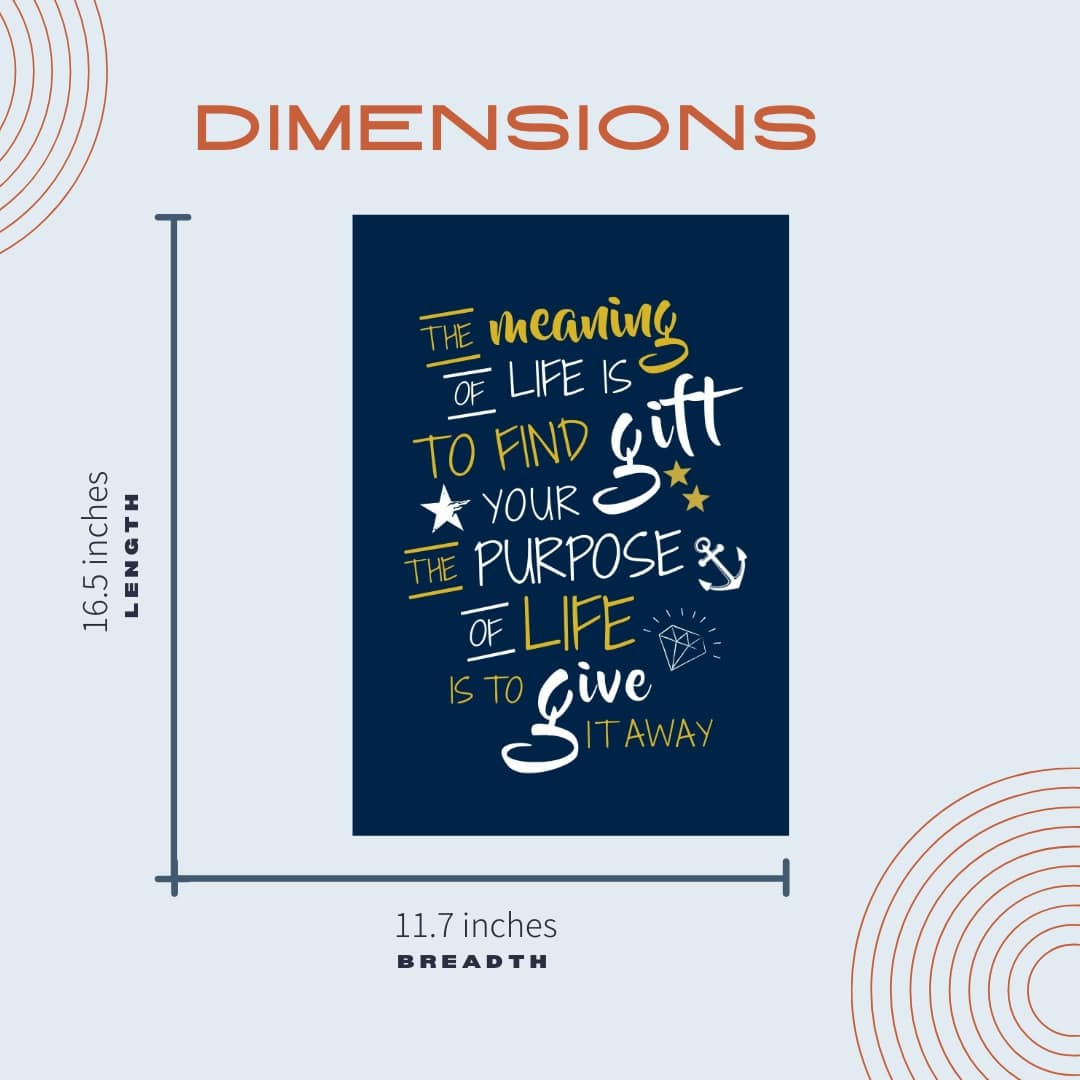 DIMENSIONS
THE meaning
OF LIFE IS
TO FIND gift
YOUR
THE PURPOSE
OF LIFE
IS TO give
IT AWAY
16.5 inches
LENGTH
11.7 inches
BREADTH